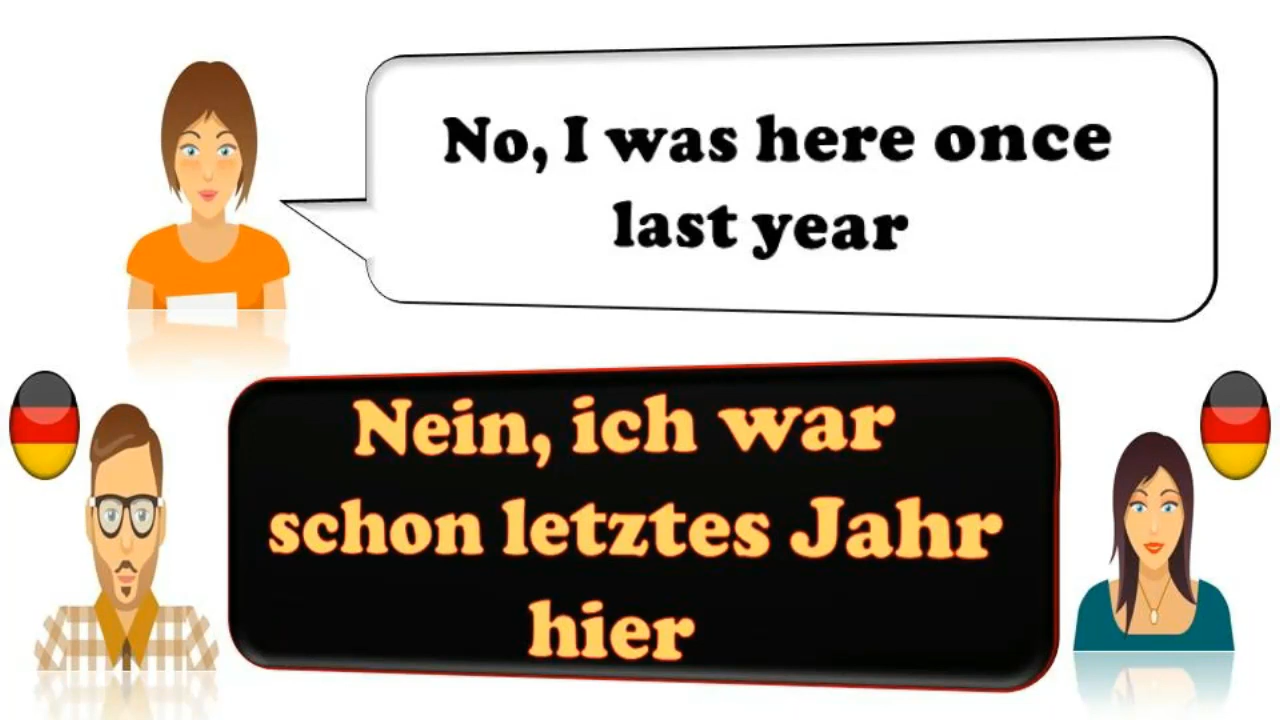 No, I was here once
last year
Nein, ich war
schon letztes Jahr
hier